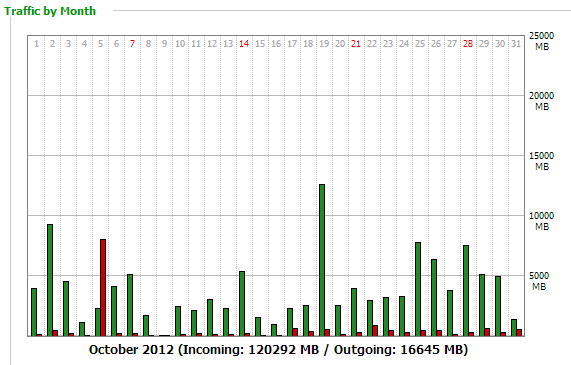 Traffic by Month
1 2 3 4 5 6 7 8 9 10 11 12 13 14 15 16 17 18 19 20 21 22 23 24 25 26 27 28 29 30 31
25000
MB
20000
MB
15000
MB
10000
MB
5000
MB
October 2012 (Incoming: 120292 MB / Outgoing: 16645 MB)